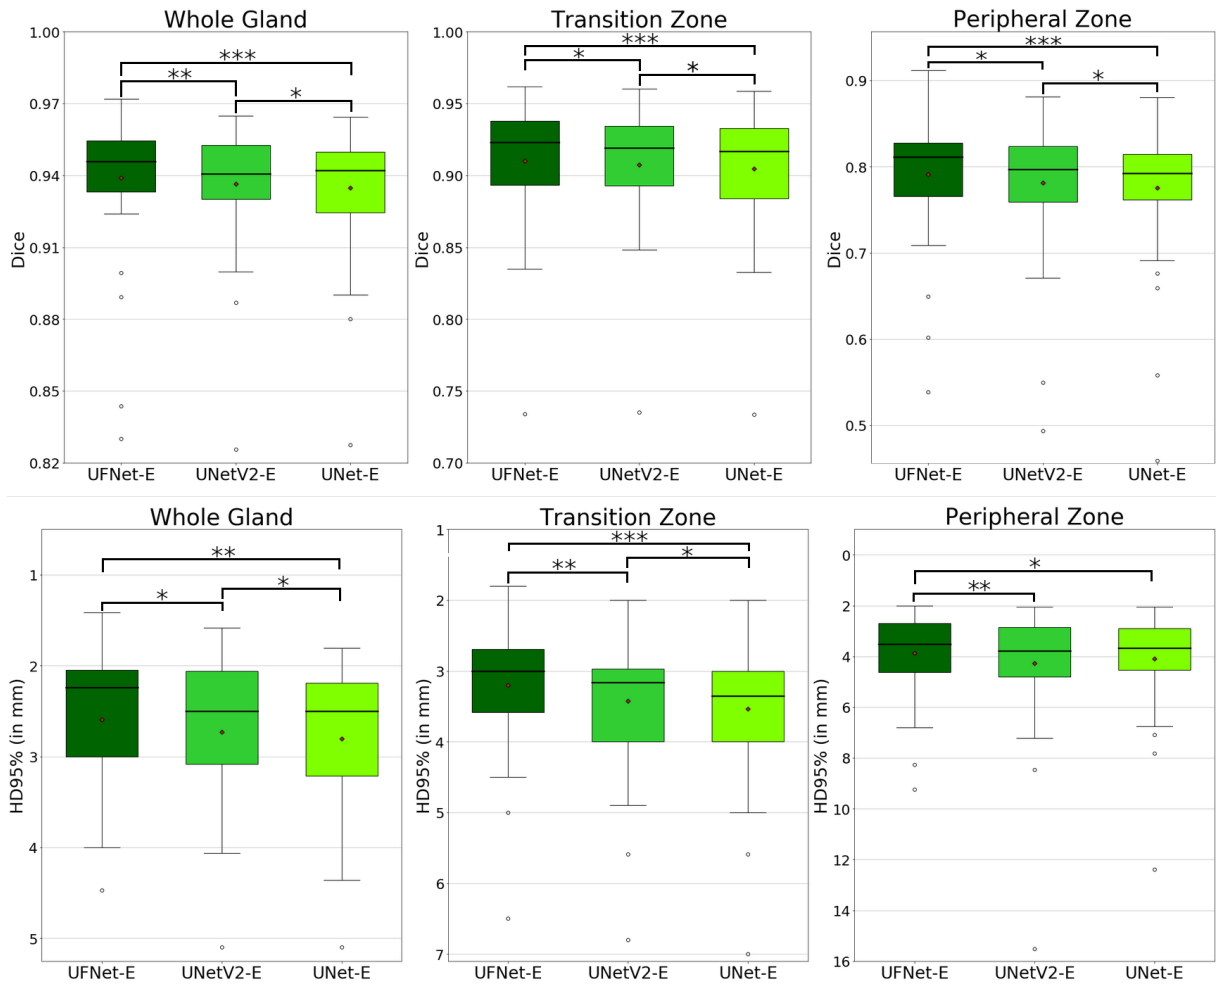 Whole Gland
Transition Zone
Peripheral Zone
1.00
0.97
0.94
0.91
0.88
0.85
0.82
Dice
***
**
*
UFNet-E
UNetV2-E
UNet-E
1.00
0.95
0.90
0.85
0.80
0.75
0.70
Dice
***
*
*
UFNet-E
UNetV2-E
UNet-E
0.9
0.8
0.7
0.6
0.5
Dice
***
*
*
UFNet-E
UNetV2-E
UNet-E
Whole Gland
Transition Zone
Peripheral Zone
1
2
3
4
5
HD95% (in mm)
**
*
*
UFNet-E
UNetV2-E
UNet-E
1
2
3
4
5
6
7
HD95% (in mm)
***
**
*
UFNet-E
UNetV2-E
UNet-E
0
2
4
6
8
10
12
14
16
HD95% (in mm)
*
**
UFNet-E
UNetV2-E
UNet-E